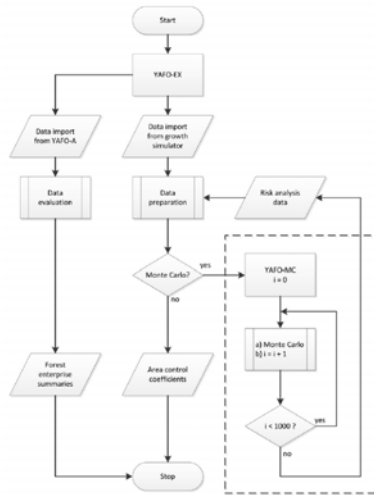 Start
YAFO-EX
Data import
from YAFO-A
Data import
from growth
simulator
Data
evaluation
Data
preparation
Risk analysis
data
Monte Carlo?
yes
no
YAFO-MC
i = 0
a) Monte Carlo
b) i = i + 1
i < 1000 ?
yes
no
Forest
enterprise
summaries
Area control
coefficients
Stop